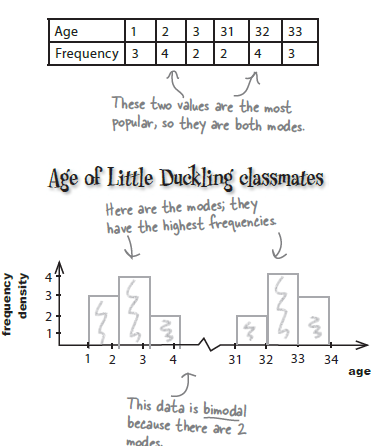 Age 1 2 3 31 32 33
Frequency 3 4 2 2 4 3
These two values are the most
popular, so they are both modes.
Age of Little Duckling classmates
Here are the modes; they
have the highest frequencies.
frequency
density
4
3
2
1
1 2 3 4 31 32 33 34
age
This data is bimodal
because there are 2
modes.